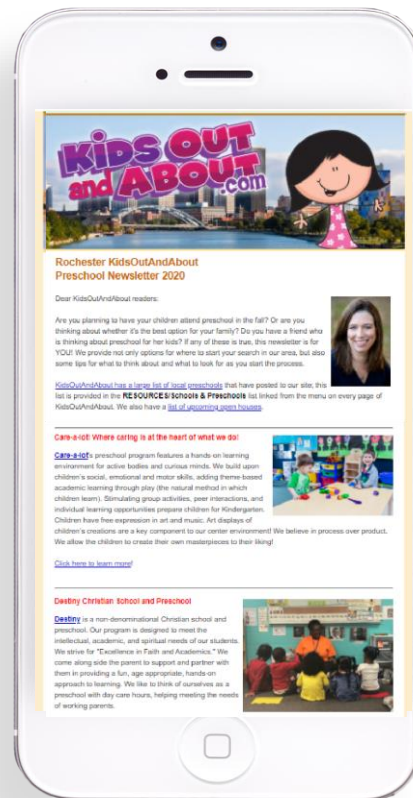 KiDS OUT
and ABOUT
.com
Rochester KidsOutAndAbout
Preschool Newsletter 2020
Dear KidsOutAndAbout readers:
Are you planning to have your children attend preschool in the fall? Or are you
thinking about whether it's the best option for your family? Do you have a friend who
is thinking about preschool for her kids? If any of these is true, this newsletter is for
YOU! We provide not only options for where to start your search in our area, but also
some tips for what to think about and what to look for as you start the process.
KidsOutAndAbout has a large list of local preschools that have posted to our site; this
list is provided in the RESOURCES/Schools & Preschools list linked from the menu on every page of
KidsOutAndAbout. We also have a list of upcoming open houses.
Care-a-lot! Where caring is at the heart of what we do!
Care-a-lot's preschool program features a hands-on learning
environment for active bodies and curious minds. We build upon
children's social, emotional and motor skills, adding theme-based
academic learning through play (the natural method in which
children learn). Stimulating group activities, peer interactions, and
individual learning opportunities prepare children for Kindergarten.
Children have free expression in art and music. Art displays of
children's creations are a key component to our center environment! We believe in process over product.
We allow the children to create their own masterpieces to their liking!
Click here to learn more!
Destiny Christian School and Preschool
Destiny is a non-denominational Christian school and
preschool. Our program is designed to meet the
intellectual, academic, and spiritual needs of our students.
We strive for "Excellence in Faith and Academics." We
come along side the parent to support and partner with
them in providing a fun, age appropriate, hands-on
approach to learning. We like to think of ourselves as a
preschool with day care hours, helping meeting the needs
of working parents.